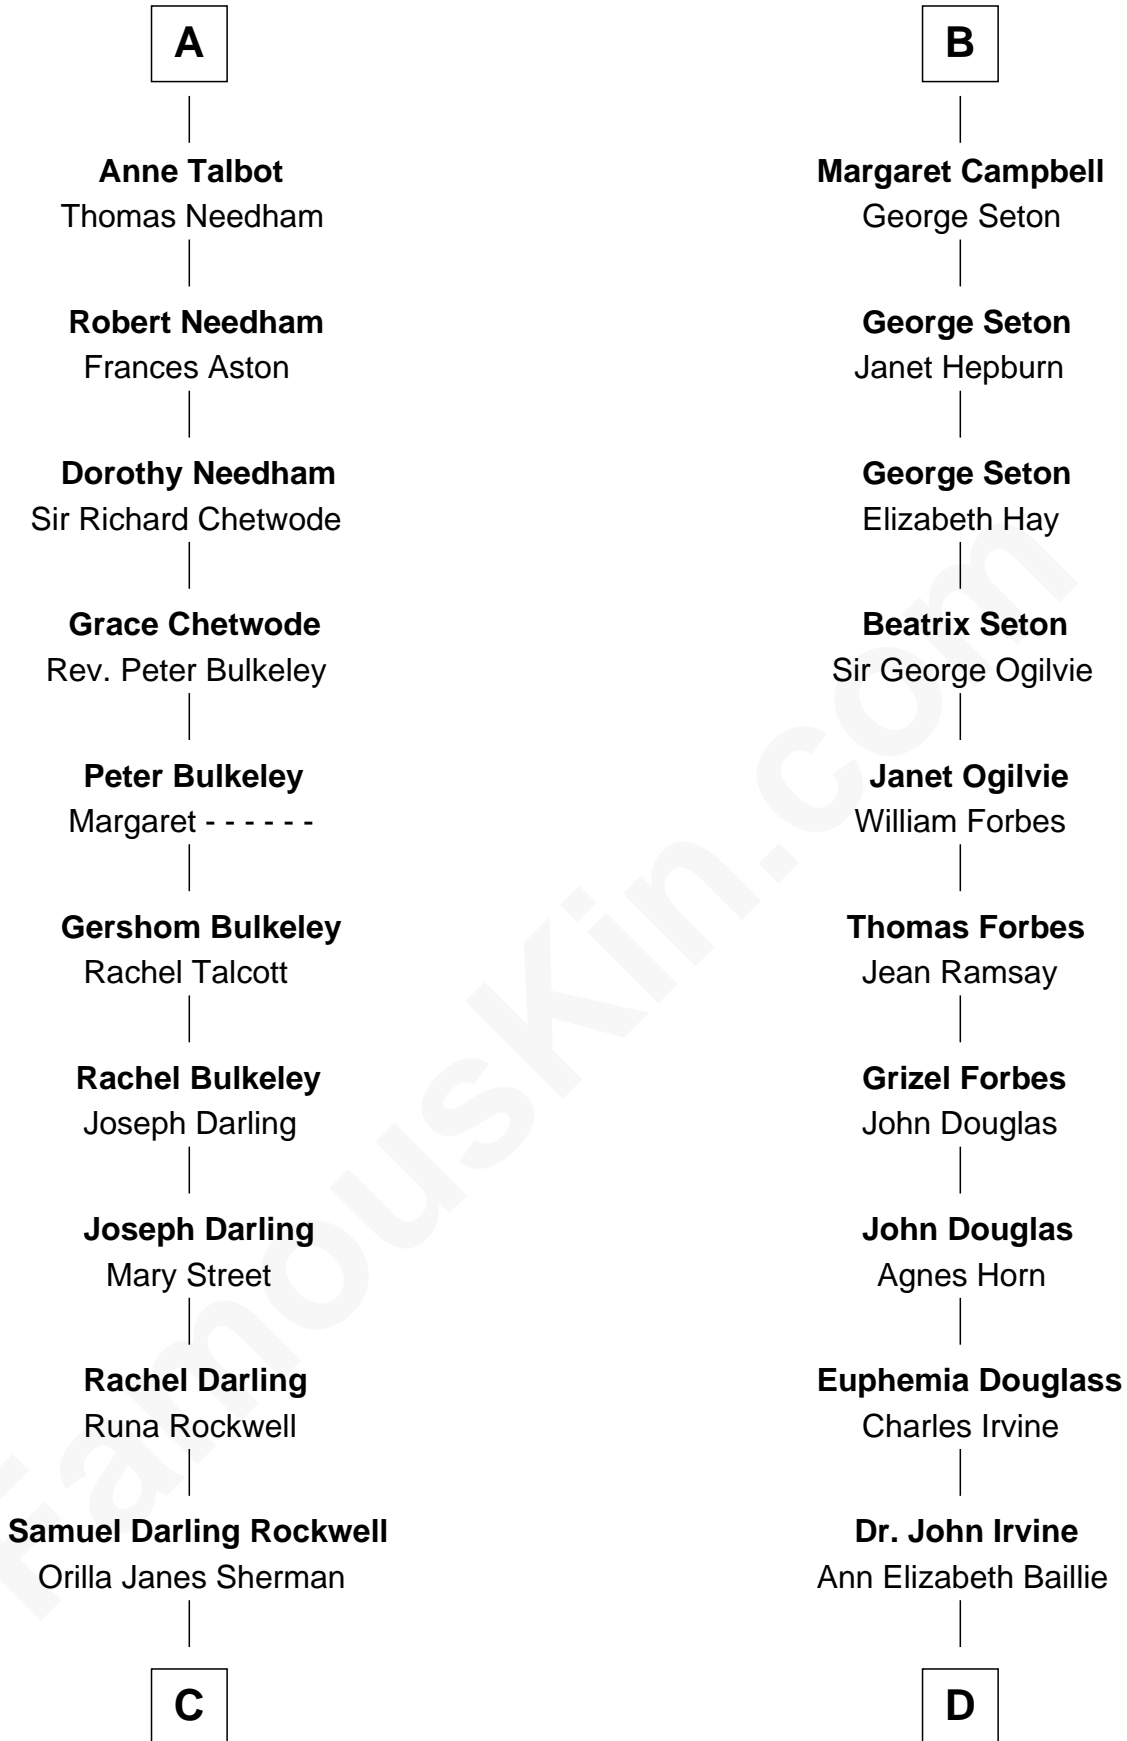 A
Anne Talbot
Thomas Needham
Robert Needham
Frances Aston
Dorothy Needham
Sir Richard Chetwode
Grace Chetwode
Rev. Peter Bulkeley
Peter Bulkeley
Margaret - - - - - -
Gershom Bulkeley
Rachel Talcott
Rachel Bulkeley
Joseph Darling
Joseph Darling
Mary Street
Rachel Darling
Runa Rockwell
Samuel Darling Rockwell
Orilla Janes Sherman
C
B
Margaret Campbell
George Seton
George Seton
Janet Hepburn
George Seton
Elizabeth Hay
Beatrix Seton
Sir George Ogilvie
Janet Ogilvie
William Forbes
Thomas Forbes
Jean Ramsay
Grizel Forbes
John Douglas
John Douglas
Agnes Horn
Euphemia Douglass
Charles Irvine
Dr. John Irvine
Ann Elizabeth Baillie
D
FamousKin.com